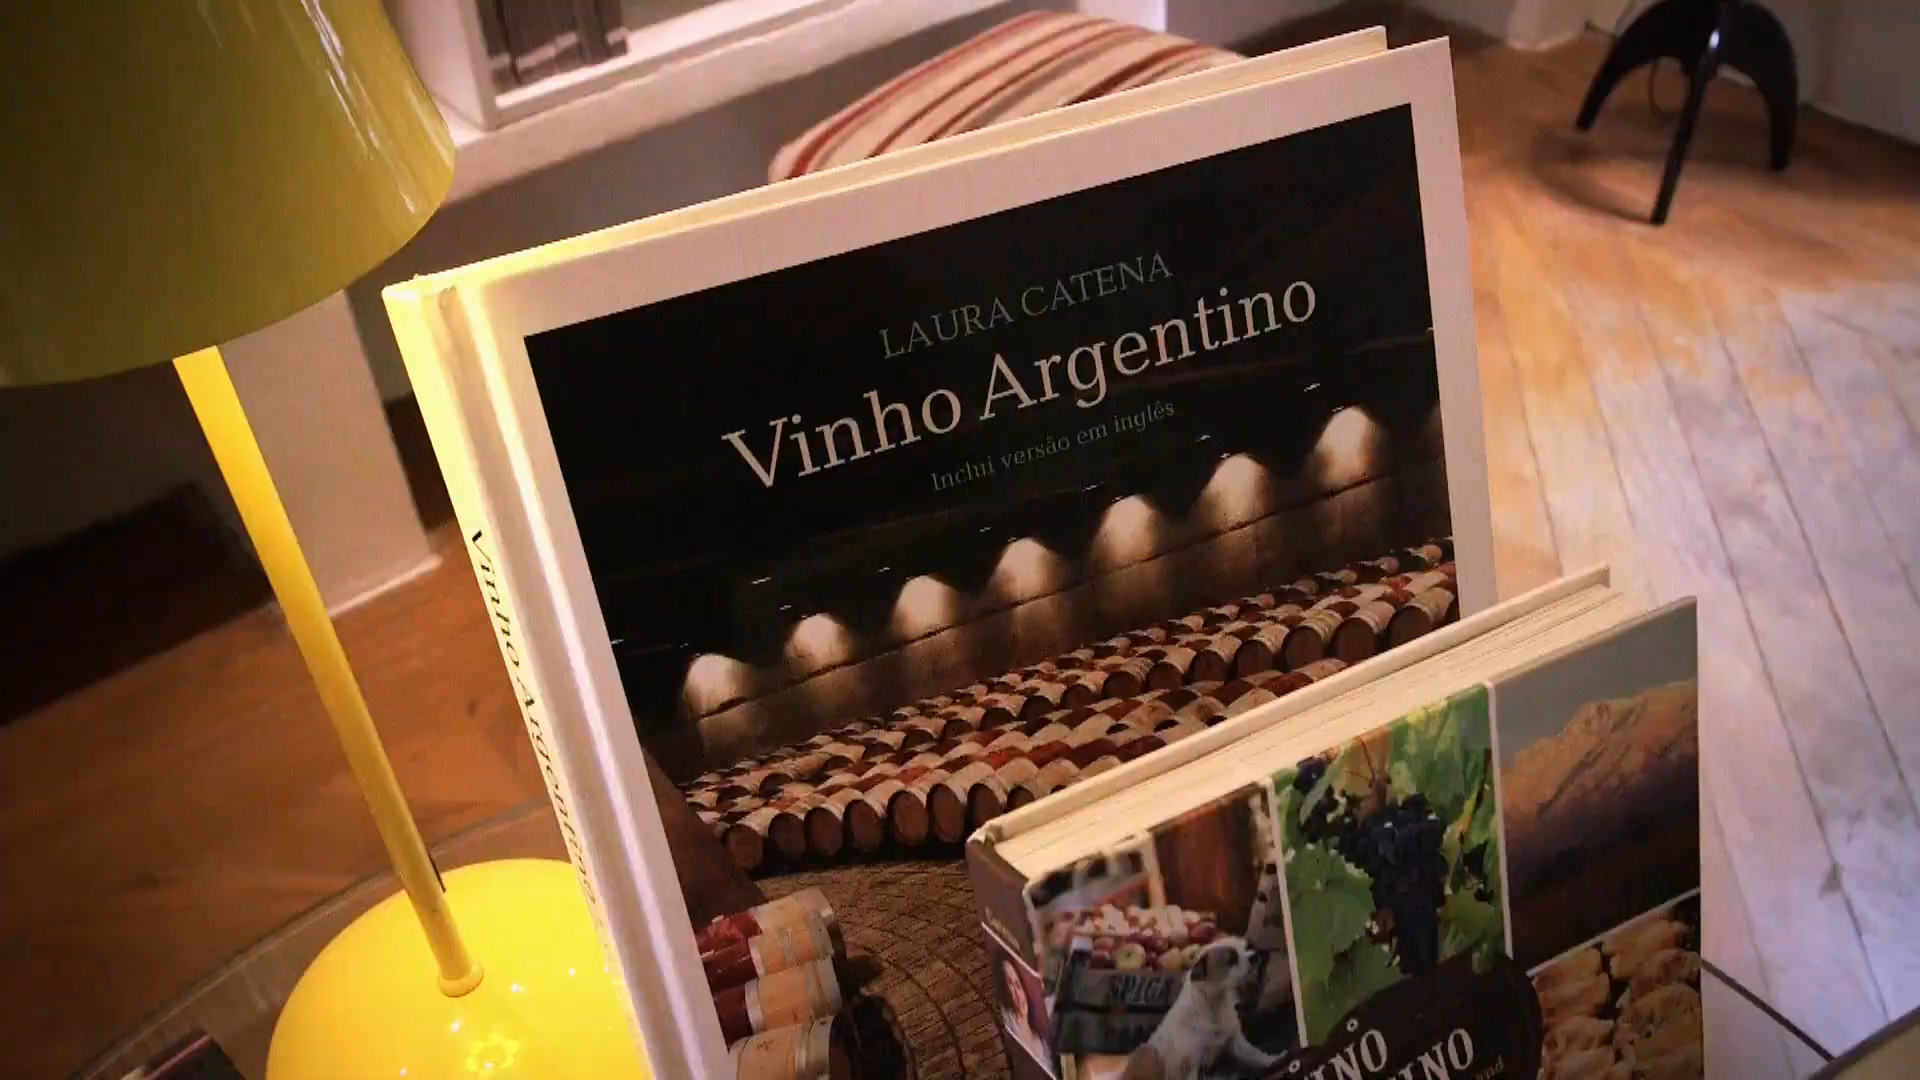 LAURA CATENA
Vinho Argentino
Inclui versão em inglês
Vinho Argentino
SPIGA